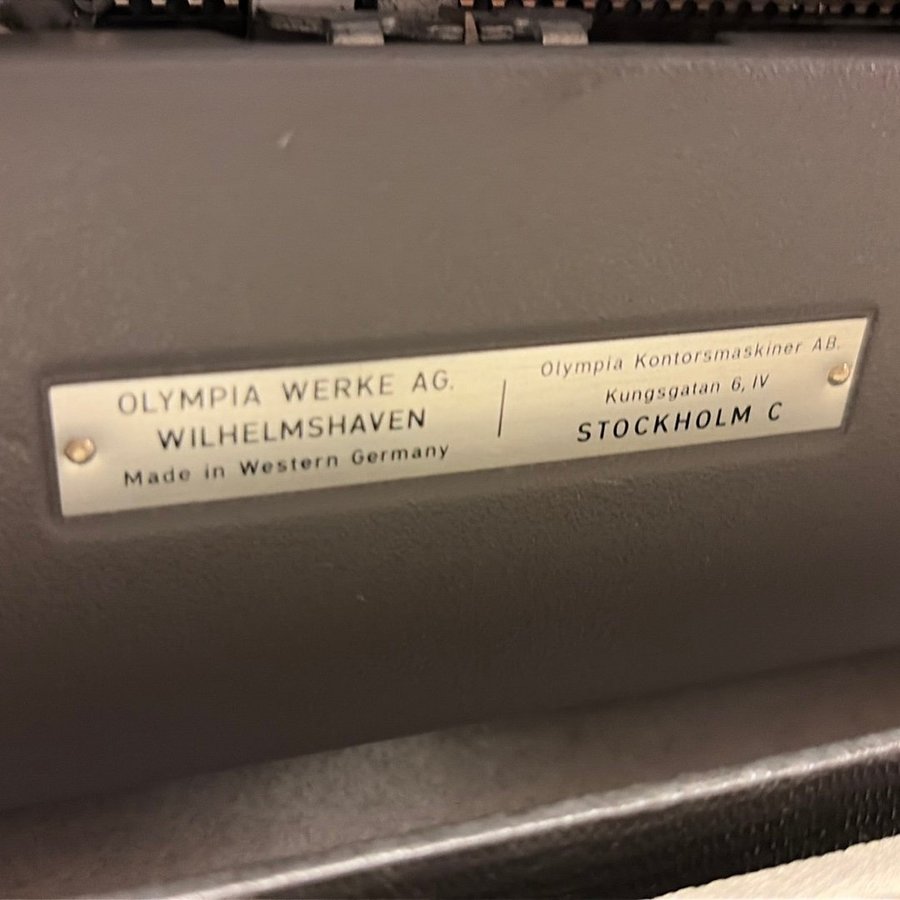 OLYMPIA WERKE AG.
WILHELMSHAVEN
Made in Western Germany
Olympia Kontorsmaskiner AB.
Kungsgatan 6, IV
STOCKHOLM C